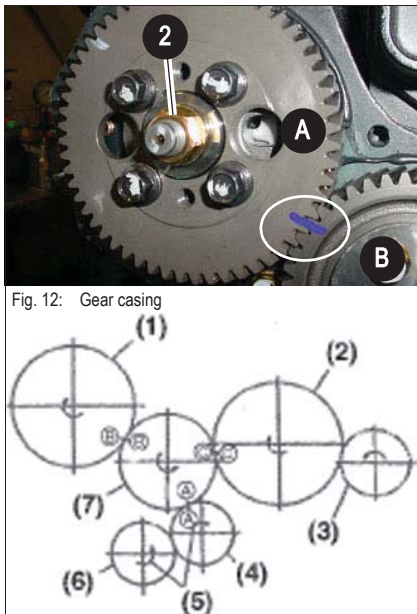 2
A
B
Fig. 12: Gear casing
(1)
(2)
B B
C C
(7)
A
(3)
A
(4)
(6)
(5)